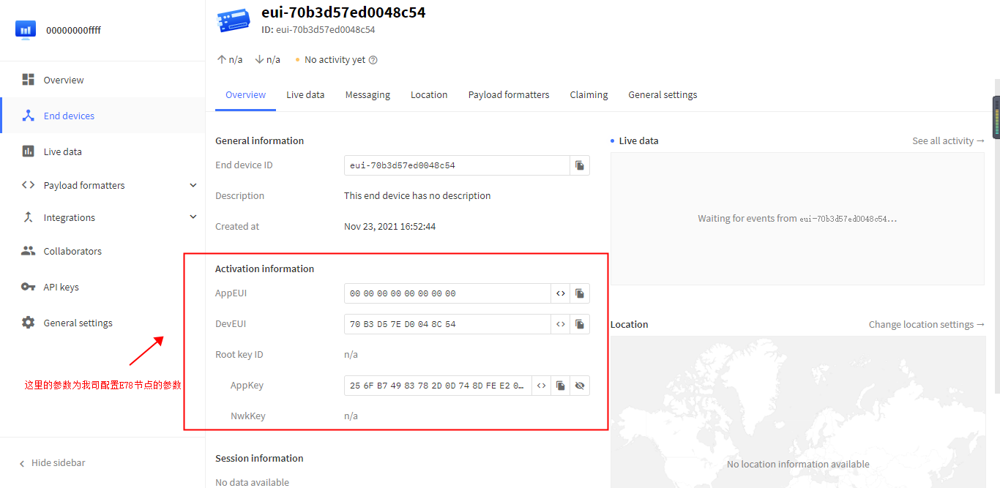 00000000ffff
Overview
End devices
Live data
Payload formatters
Integrations
Collaborators
API keys
General settings
这里的参数为我司配置E78节点的参数
Hide sidebar
eui-70b3d57ed0048c54
ID: eui-70b3d57ed0048c54
n/a n/a No activity yet
Overview Live data Messaging Location Payload formatters Claiming General settings
General information
End device ID eui-70b3d57ed0048c54
Description This end device has no description
Created at Nov 23, 2021 16:52:44
Activation information
AppEUI 00 00 00 00 00 00 00 00
DevEUI 70 B3 D5 7E D0 04 8C 54
Root key ID n/a
AppKey 25 6F B7 49 83 78 2D 0D 74 8D FE E2 0…
NwkKey n/a
Session information
No data available
Live data See all activity →
Waiting for events from eui-70b3d57ed0048c54…
Location Change location settings →
No location information available